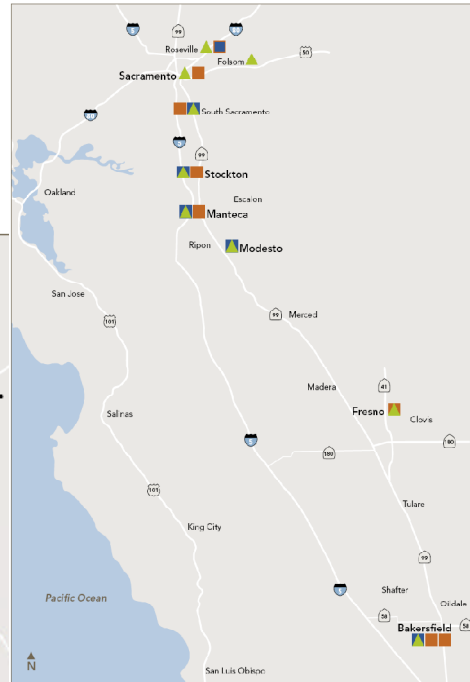 5
99
80
Roseville
50
Folsom
Sacramento
South Sacramento
80
5
99
Stockton
Oakland
Escalon
Manteca
Ripon
Modesto
San Jose
101
99
Merced
Madera
41
Fresno
Clovis
Salinas
5
180
180
101
Tulare
King City
99
Shafter
5
Oildale
Pacific Ocean
58
58
Bakersfield
N
San Luis Obispo